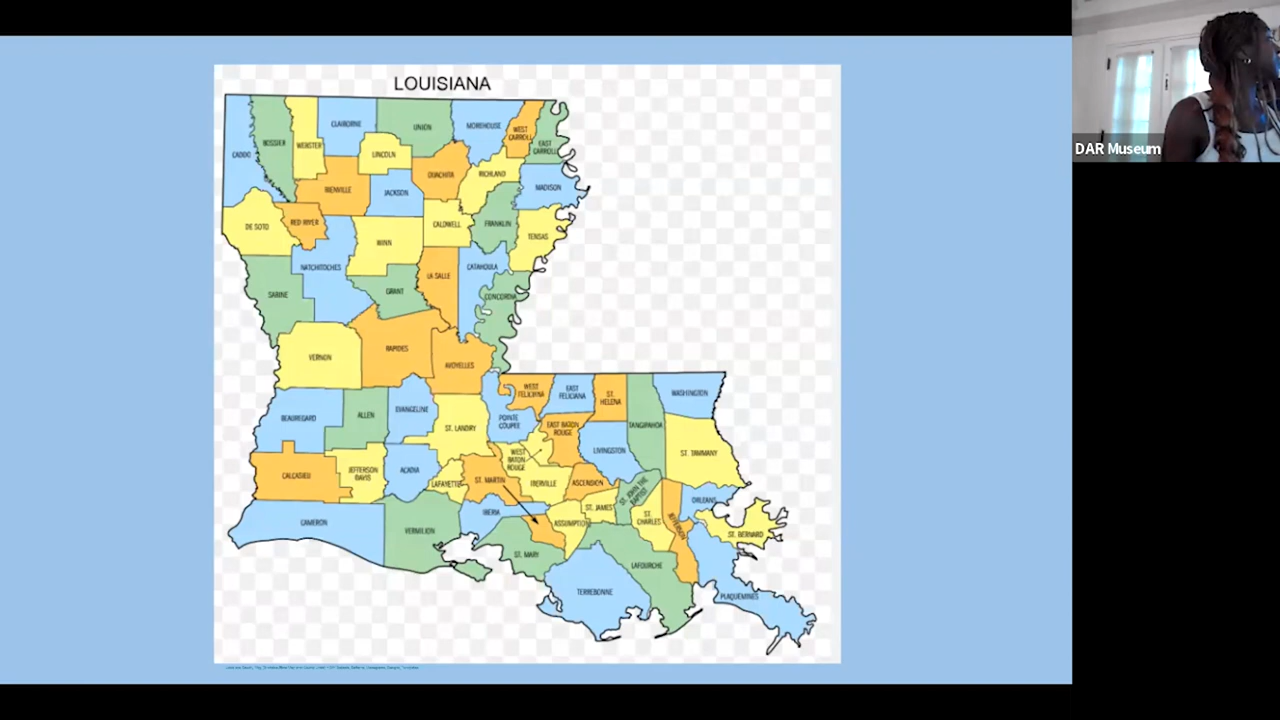 LOUISIANA
DAR Museum
CADDO
BOSSIER
WEBSTER
CLAIBORNE
LINCOLN
UNION
MOREHOUSE
WEST
CARROLL
EAST
CARROLL
BIENVILLE
JACKSON
OUACHITA
RICHLAND
MADISON
DE SOTO
RED RIVER
WINN
CALDWELL
FRANKLIN
TENSAS
NATCHITOCHES
SABINE
GRANT
LA SALLE
CATAHOULA
CONCORDIA
VERNON
RAPIDES
AVOYELLES
BEAUREGARD
ALLEN
EVANGELINE
ST. LANDRY
POINTE
COUPEE
WEST
FELICIANA
EAST
FELICIANA
ST.
HELENA
TANGIPAHOA
WASHINGTON
EAST BATON
ROUGE
LIVINGSTON
ST. TAMMANY
WEST
BATON
ROUGE
CALCASIEU
JEFFERSON
DAVIS
ACADIA
LAFAYETTE
ST. MARTIN
IBERVILLE
ASCENSION
ST. JOHN THE
BAPTIST
CAMERON
VERMILION
IBERIA
ASSUMPTION
ST. JAMES
ST.
CHARLES
JEFFERSON
ORLEANS
ST. BERNARD
ST. MARY
LAFOURCHE
TERREBONNE
PLAQUEMINES